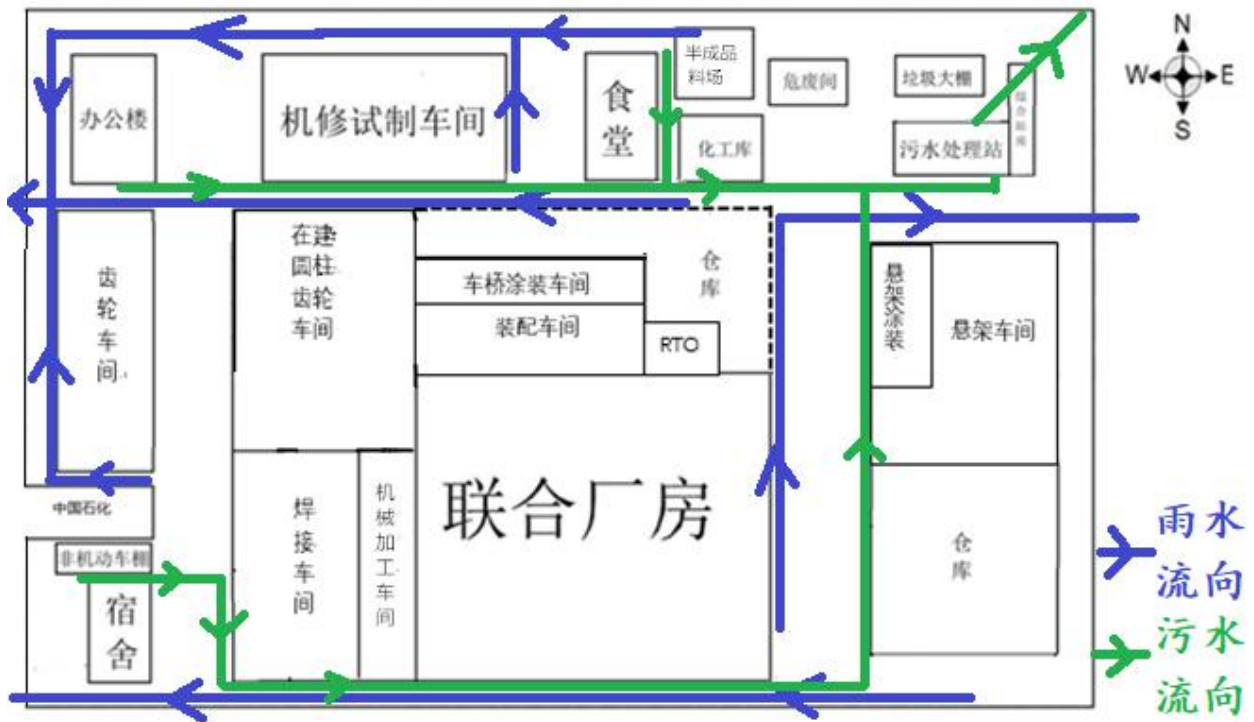 N
W
E
S
办公楼
机修试制车间
食堂
半成品
料场
危废间
垃圾大棚
化工库
污水处理站
齿轮车间
在建
圆柱
齿轮
车间
车桥涂装车间
装配车间
仓库
RTO
悬架涂装
悬架车间
中国石化
非机动车棚
宿舍
焊接车间
机械加工车间
联合厂房
仓库
雨水
流向
污水
流向